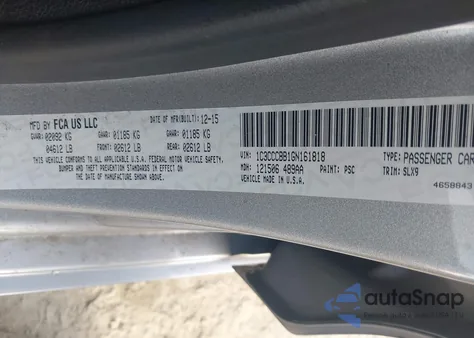 MFD BY FCA US LLC
DATE OF MFR(BUILT) 12-15
GVWR: 02092 KG GAWR: 01185 KG GAWR: 01185 KG
04612 LB 02612 LB 02612 LB
THIS VEHICLE CONFORMS TO ALL APPLICABLE U.S.A. FEDERAL MOTOR VEHICLE SAFETY,
BUMPER AND THEFT PREVENTION STANDARDS IN EFFECT ON THE DATE OF
MANUFACTURE SHOWN ABOVE.
VIN: 1C3CCCBB1GN161818 TYPE: PASSENGER CAR
MDH: 121506 489AA PAINT: PSC TRIM: SLX9
VEHICLE MADE IN U.S.A.
4658843
autoSnap